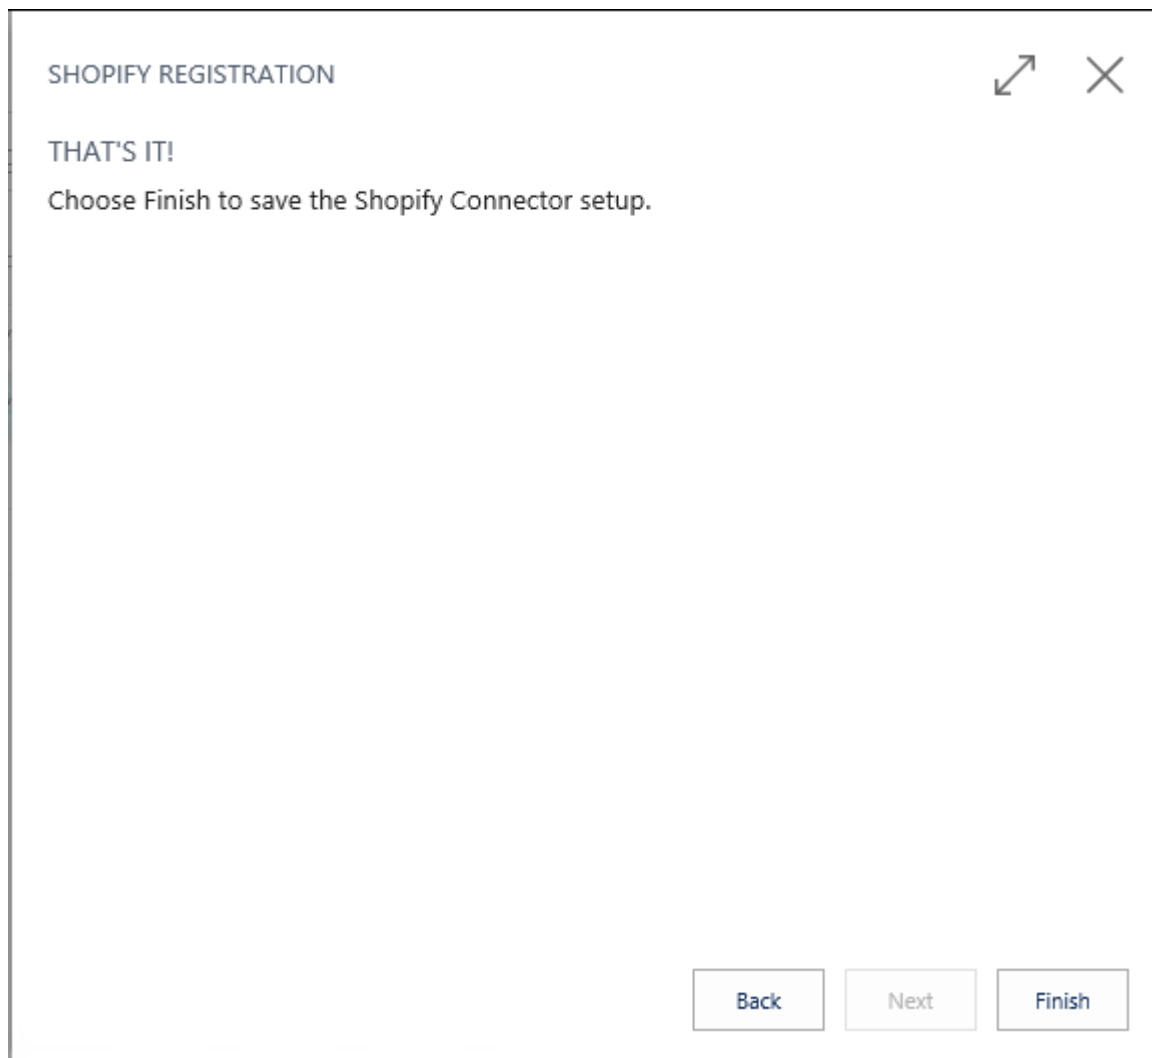 SHOPIFY REGISTRATION
THAT'S IT!
Choose Finish to save the Shopify Connector setup.
Back Next Finish